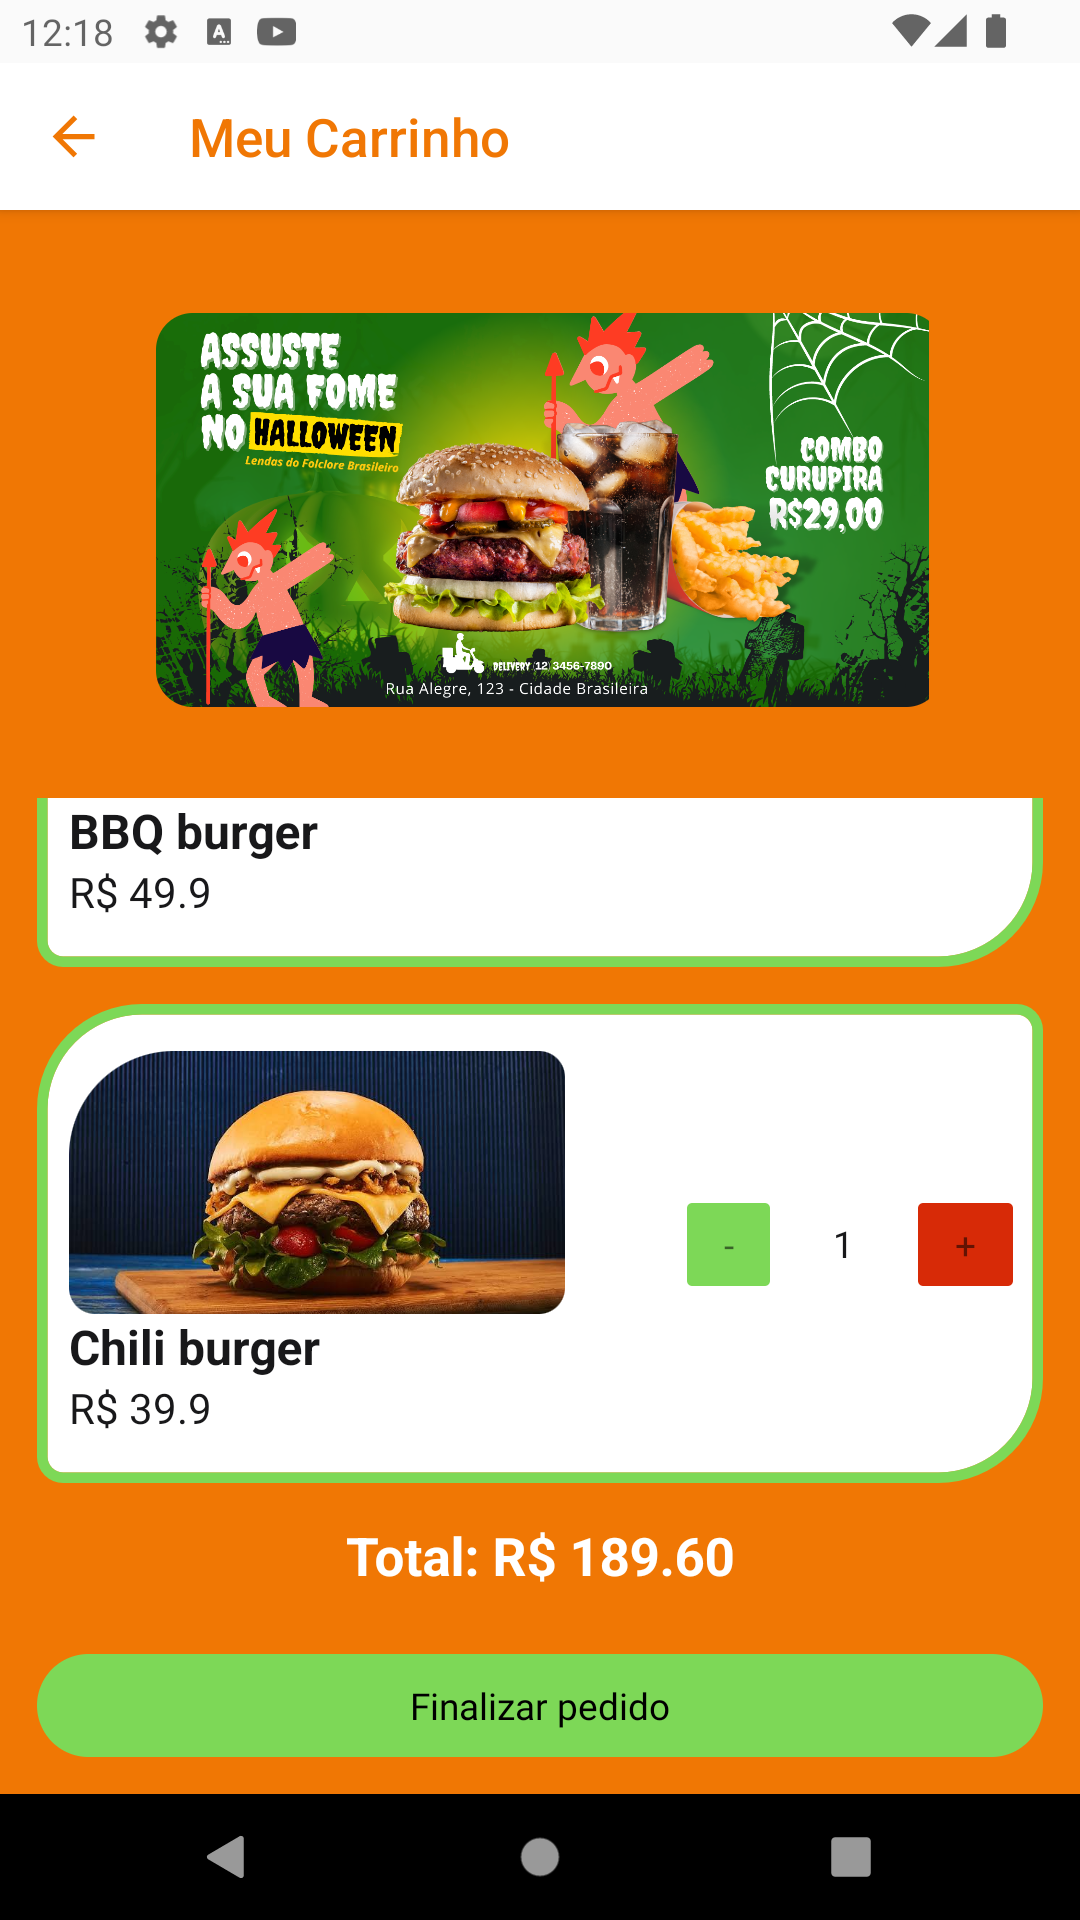 12:18
Meu Carrinho
ASSUSTE
A SUA FOME
NO HALLOWEEN
Lendas do Folclore Brasileiro
COMBO
CURUPIRA
R$29,00
DELIVERY (12) 3456-7890
Rua Alegre, 123 - Cidade Brasileira
BBQ burger
R$ 49.9
- 1 +
Chili burger
R$ 39.9
Total: R$ 189.60
Finalizar pedido